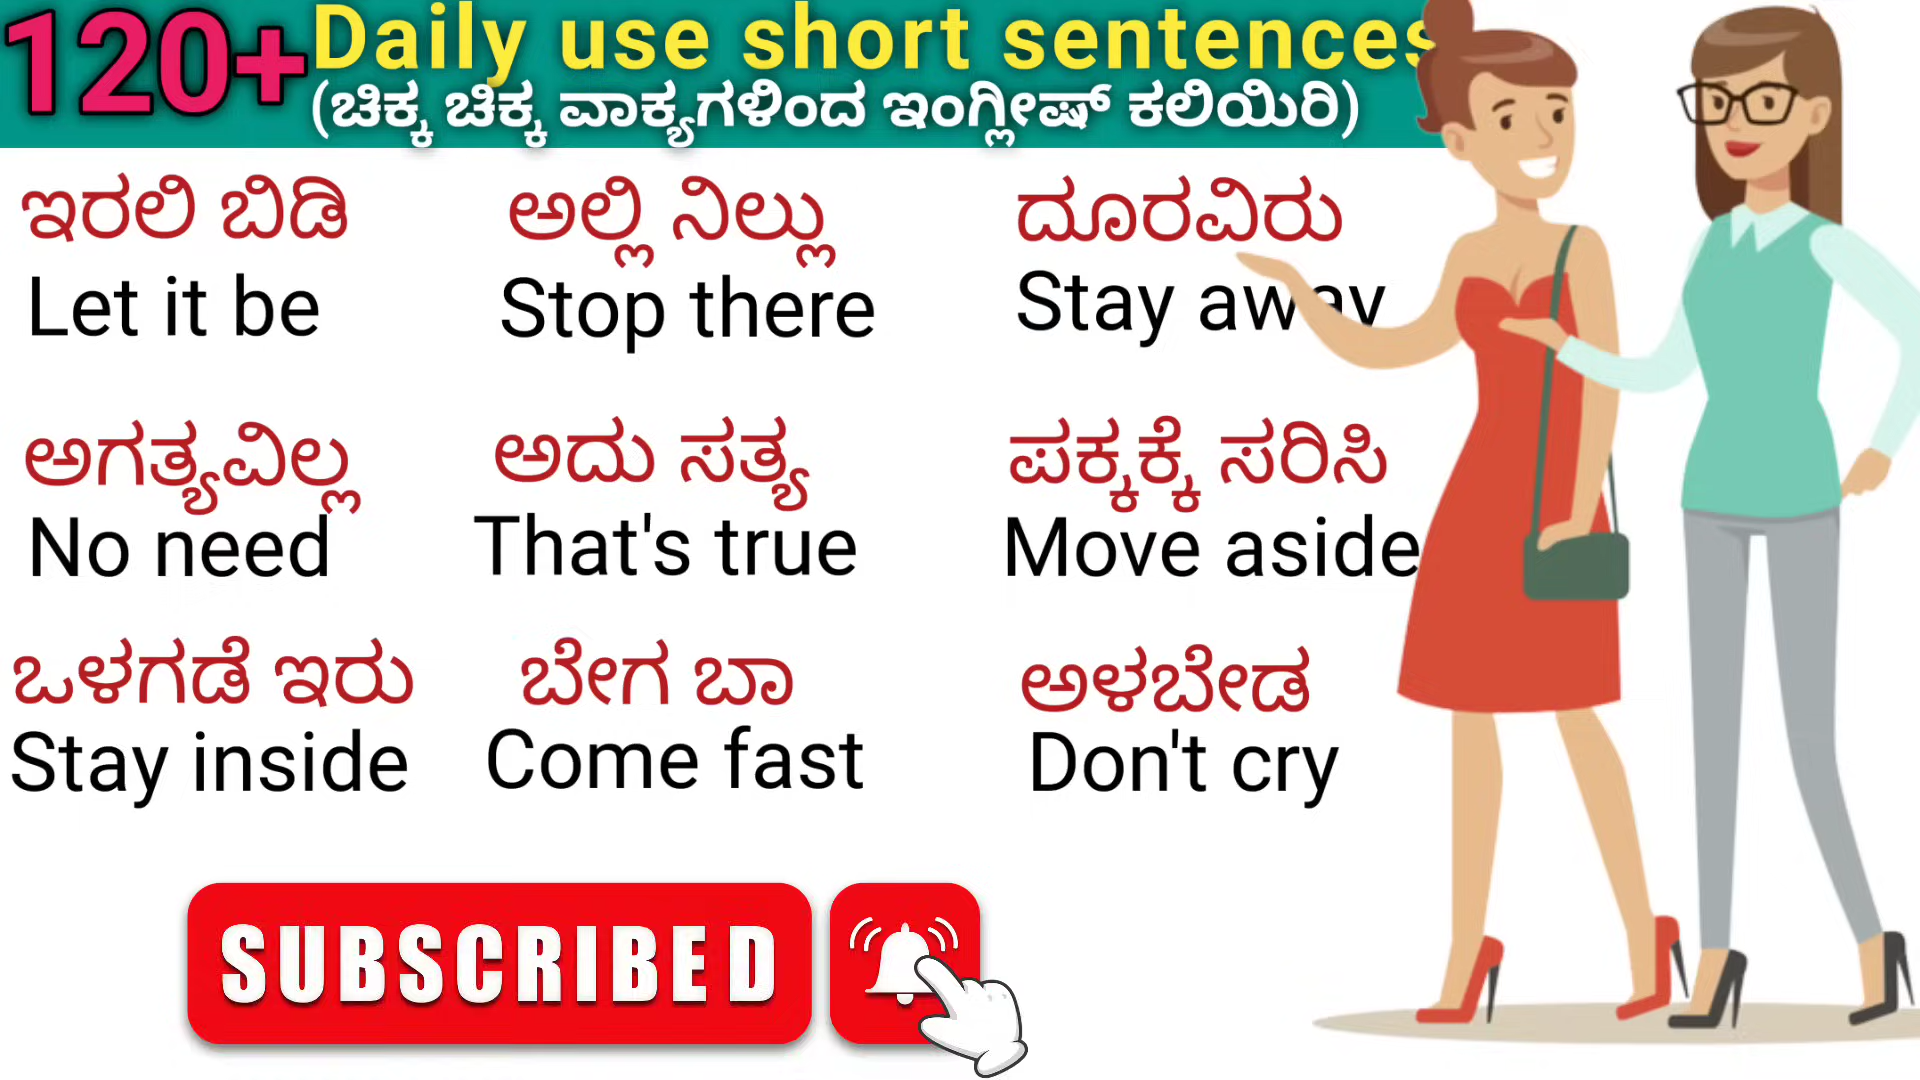 120+
Daily use short sentences
(ಚಿಕ್ಕ ಚಿಕ್ಕ ವಾಕ್ಯಗಳಿಂದ ಇಂಗ್ಲೀಷ್ ಕಲಿಯಿರಿ)
ಇರಲಿ ಬಿಡಿ
Let it be
ಅಲ್ಲಿ ನಿಲ್ಲು
Stop there
ದೂರವಿರು
Stay away
ಅಗತ್ಯವಿಲ್ಲ
No need
ಅದು ಸತ್ಯ
That's true
ಪಕ್ಕಕ್ಕೆ ಸರಿಸಿ
Move aside
ಒಳಗಡೆ ಇರು
Stay inside
ಬೇಗ ಬಾ
Come fast
ಅಳಬೇಡ
Don't cry
SUBSCRIBED